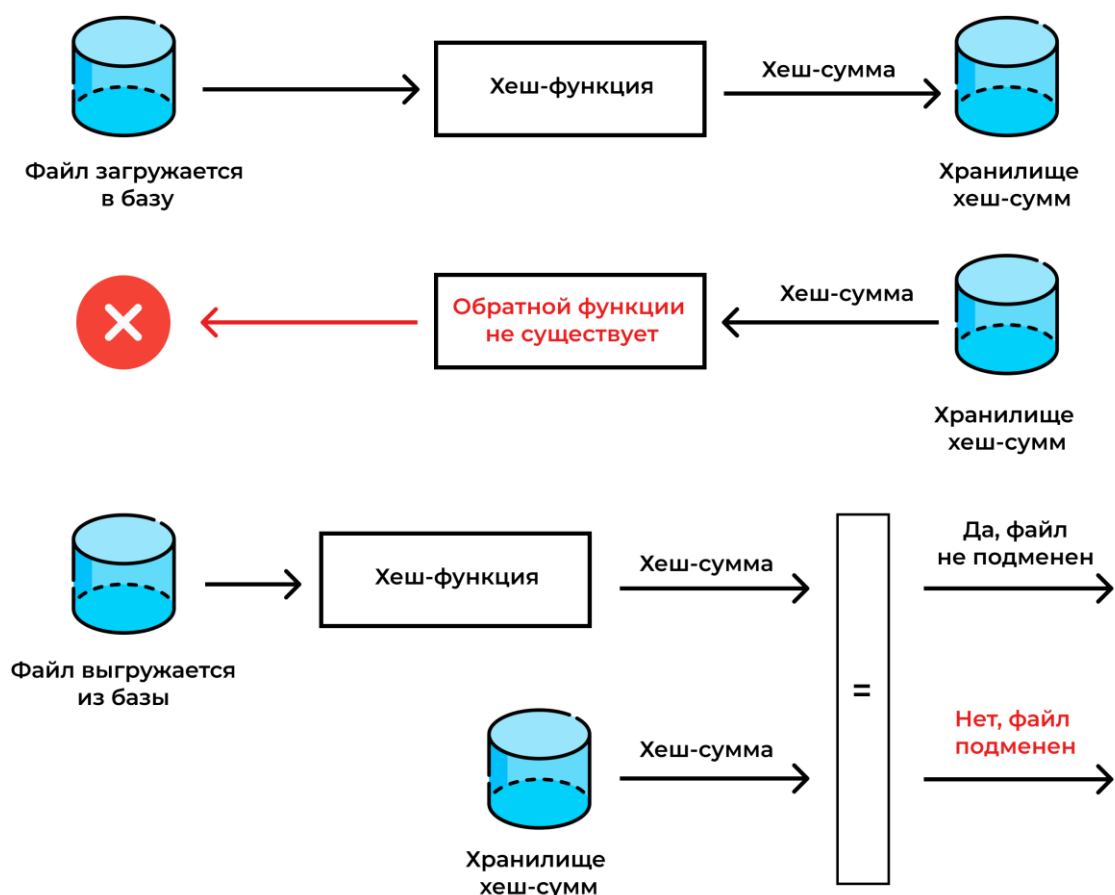 Хеш-функция
Хеш-сумма
Файл загружается
в базу
Хранилище
хеш-сумм
Обратной функции
не существует
Хеш-сумма
Хранилище
хеш-сумм
Хеш-функция
Хеш-сумма
Да, файл
не подменен
Файл выгружается
из базы
=
Хеш-сумма
Нет, файл
подменен
Хранилище
хеш-сумм